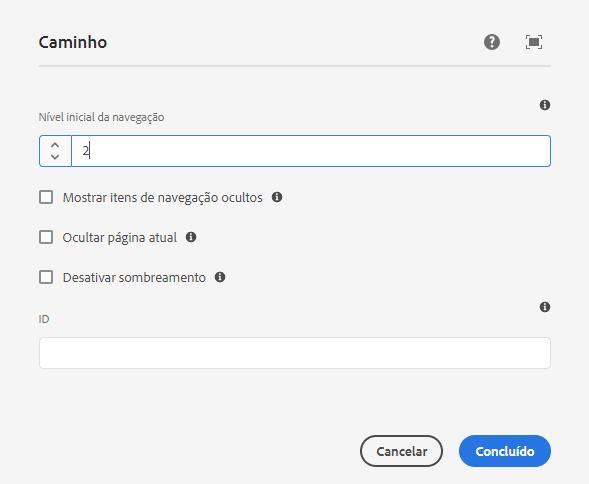 Caminho
Nível inicial da navegação
2
Mostrar itens de navegação ocultos
Ocultar página atual
Desativar sombreamento
ID
Cancelar
Concluído